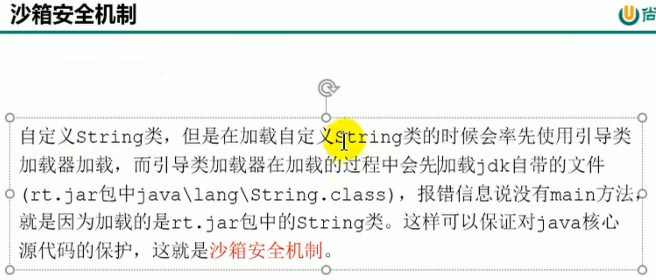 沙箱安全机制
尚
自定义String类，但是在加载自定义String类的时候会率先使用引导类
加载器加载，而引导类加载器在加载的过程中会先加载jdk自带的文件
(rt.jar包中java\lang\String.class)，报错信息说没有main方法，
就是因为加载的是rt.jar包中的String类。这样可以保证对java核心
源代码的保护，这就是沙箱安全机制。